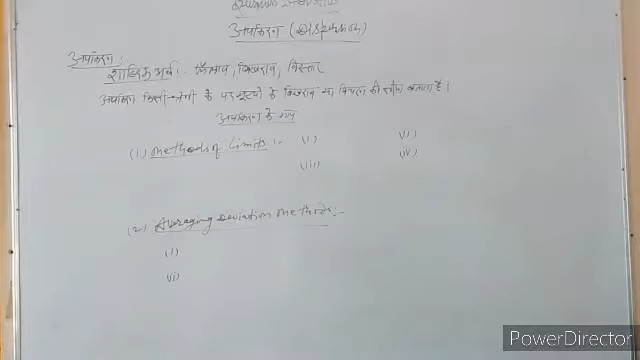 अपकिरण (Dispersion)
अपकिरण :
शाब्दिक अर्थ :- फैलाव, बिखराव, विस्तार
अपकिरण किसी श्रेणी के पद मूल्यों के बिखराव या विचलन की सीमा बताता है।
अपकिरण के माप
(1) Methods of Limits :- (i) (ii)
(iii) (iv)
(2) Averaging Deviation Methods :-
(i)
(ii)
PowerDirector